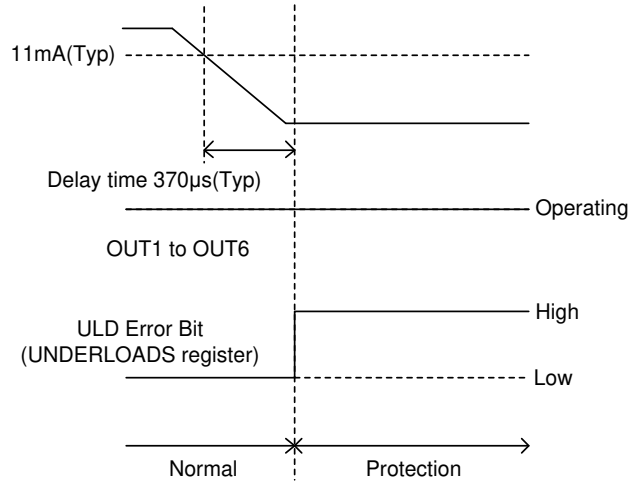 11mA(Typ)
Delay time 370µs(Typ)
Operating
OUT1 to OUT6
High
ULD Error Bit
(UNDERLOADS register)
Low
Normal
Protection